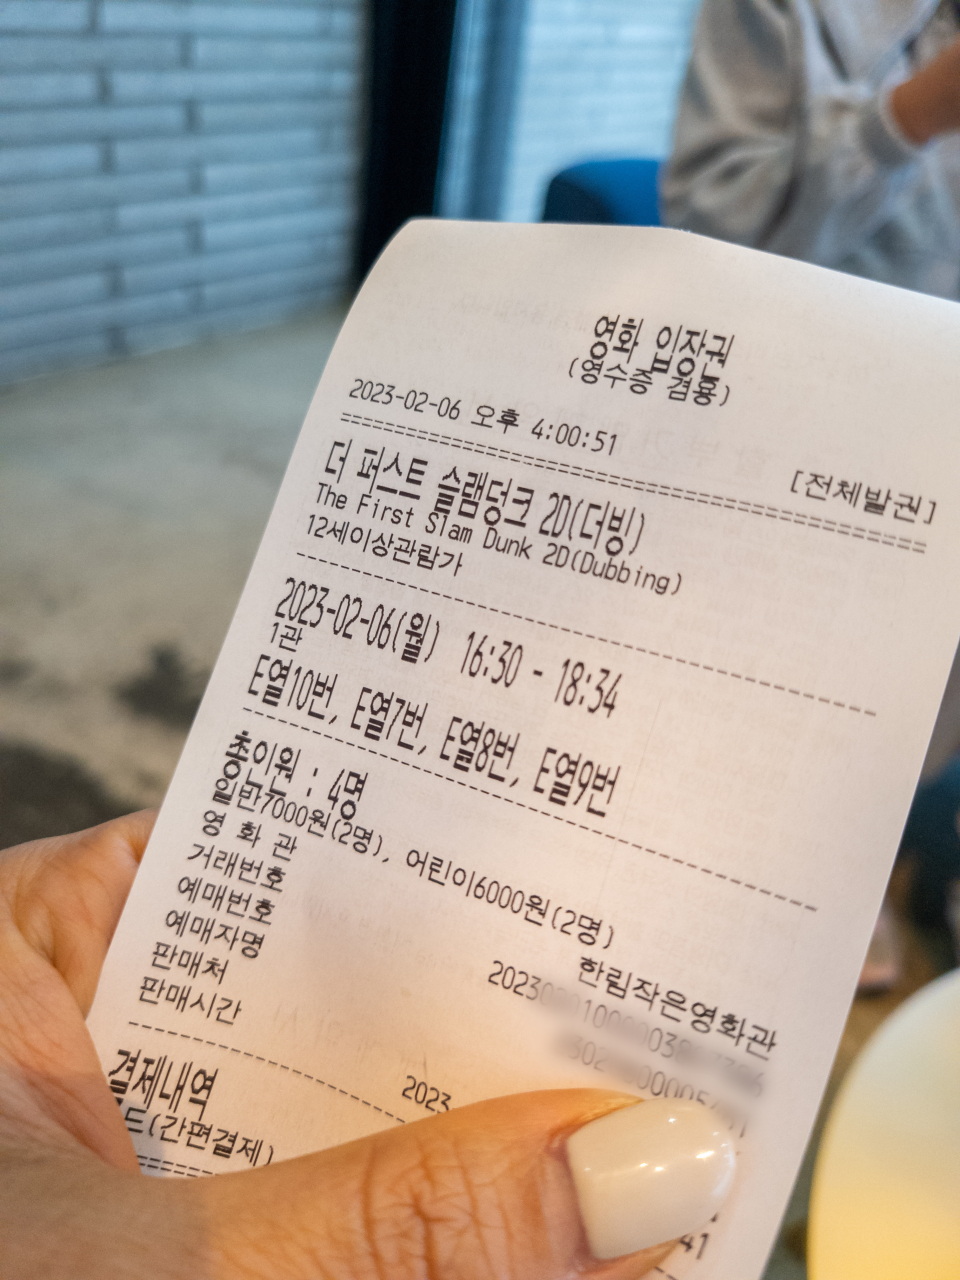 영화 입장권
(영수증 겸용)
2023-02-06 오후 4:00:51
[전체발권]
더 퍼스트 슬램덩크 2D(더빙)
The First Slam Dunk 2D(Dubbing)
12세이상관람가
2023-02-06(월) 16:30 - 18:34
1관
E열10번, E열7번, E열8번, E열9번
총인원 : 4명
일반7000원(2명), 어린이6000원(2명)
영 화 관 한림작은영화관
거래번호
예매번호
예매자명
판매처
판매시간 2023
결제내역
드(간편결제)
41